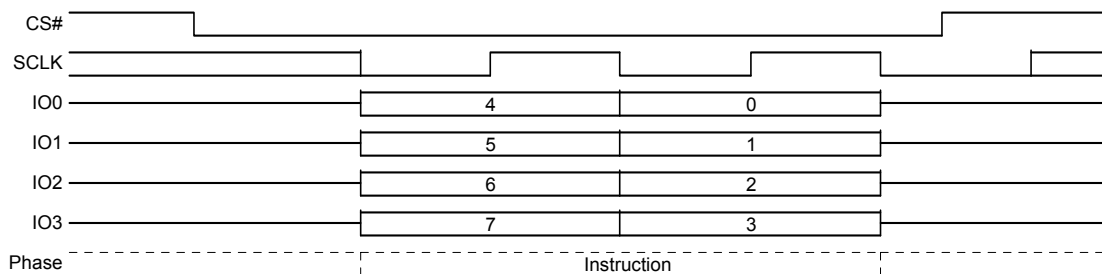 CS#
SCLK
IO0 4 0
IO1 5 1
IO2 6 2
IO3 7 3
Phase Instruction